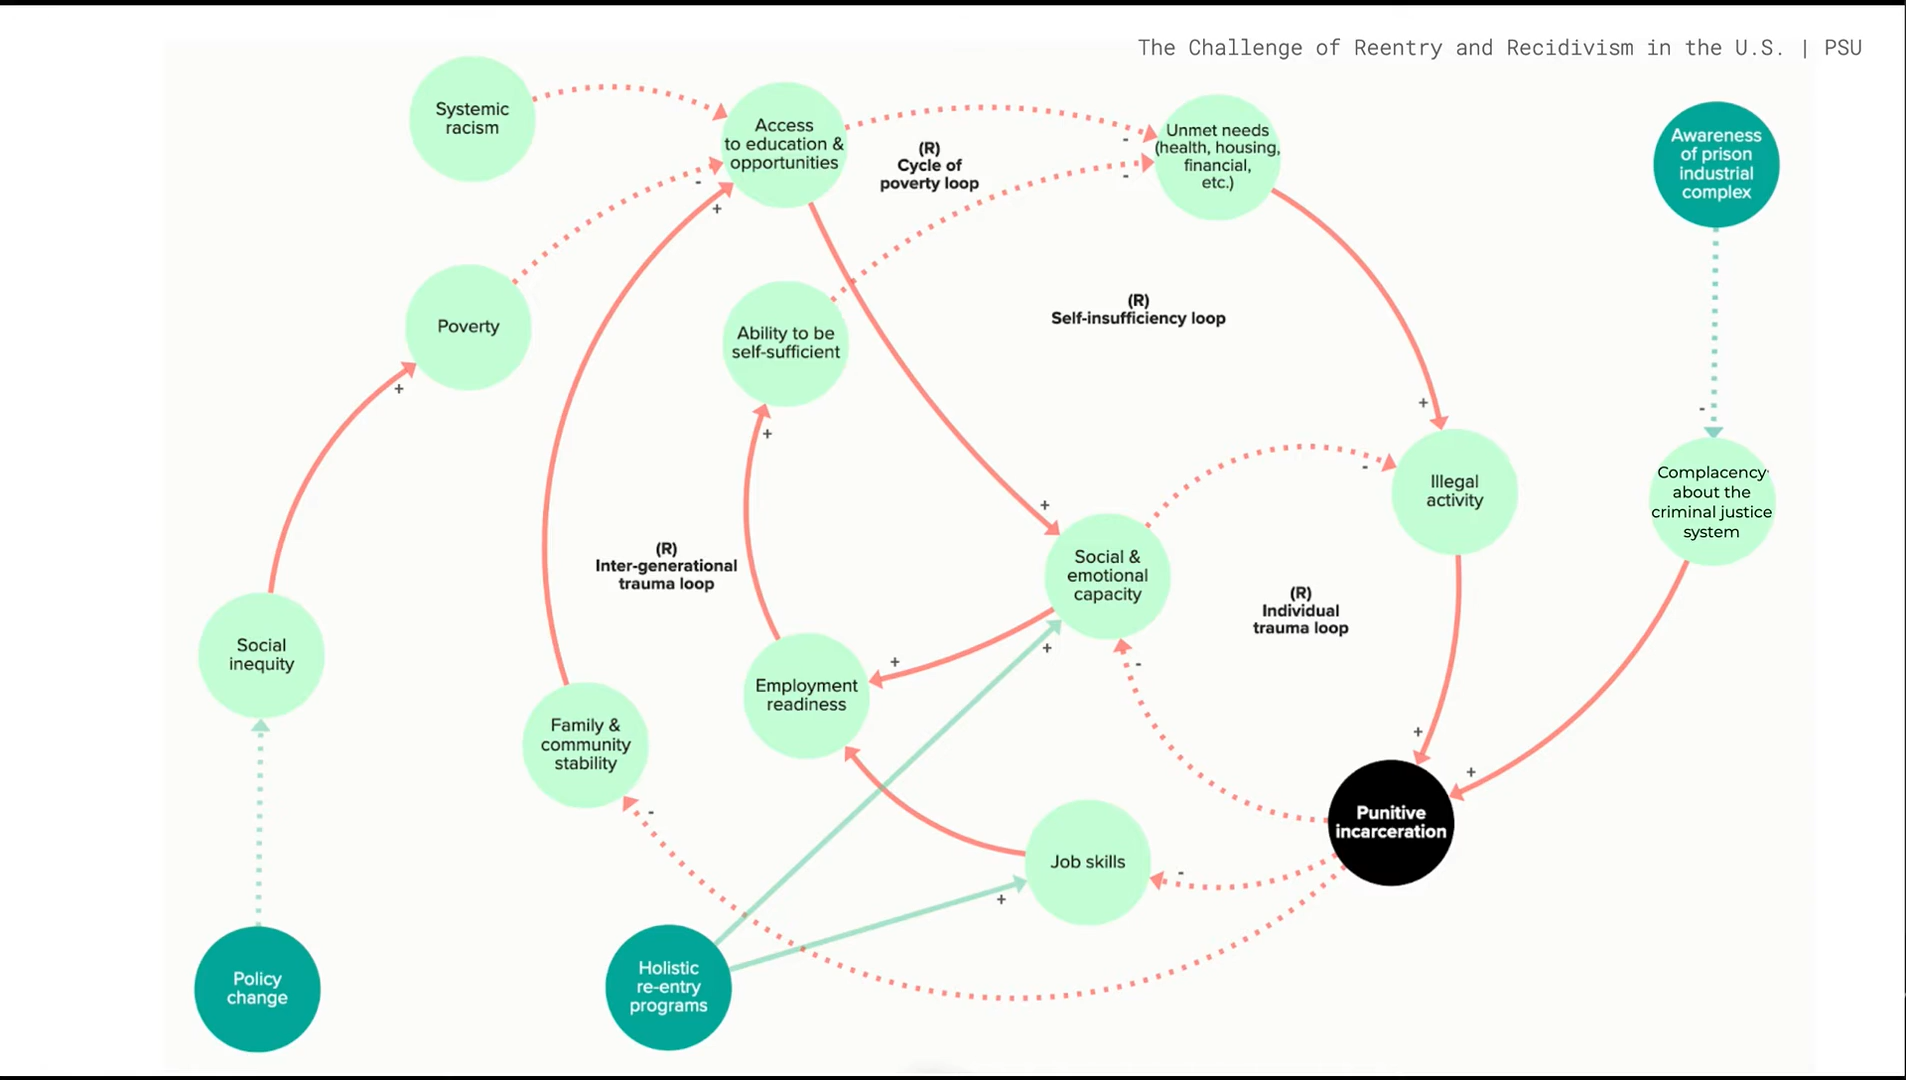 The Challenge of Reentry and Recidivism in the U.S. | PSU
Systemic
racism
Access
to education &
opportunities
-
+
(R)
Cycle of
poverty loop
-
-
Unmet needs
(health, housing,
financial,
etc.)
Awareness
of prison
industrial
complex
Poverty
+
Ability to be
self-sufficient
+
(R)
Self-insufficiency loop
+
-
Illegal
activity
-
Complacency
about the
criminal justice
system
+
Social &
emotional
capacity
+
-
(R)
Inter-generational
trauma loop
(R)
Individual
trauma loop
Social
inequity
Family &
community
stability
-
Employment
readiness
+
+
+
Punitive
incarceration
Job skills
-
+
Policy
change
Holistic
re-entry
programs